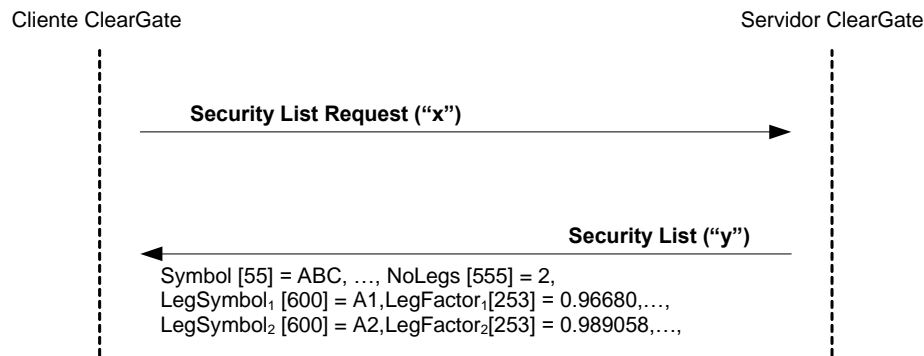 Cliente ClearGate
Servidor ClearGate
Security List Request (“x”)
Security List (“y”)
Symbol [55] = ABC, …, NoLegs [555] = 2,
LegSymbol₁ [600] = A1,LegFactor₁[253] = 0.96680,…,
LegSymbol₂ [600] = A2,LegFactor₂[253] = 0.989058,…,